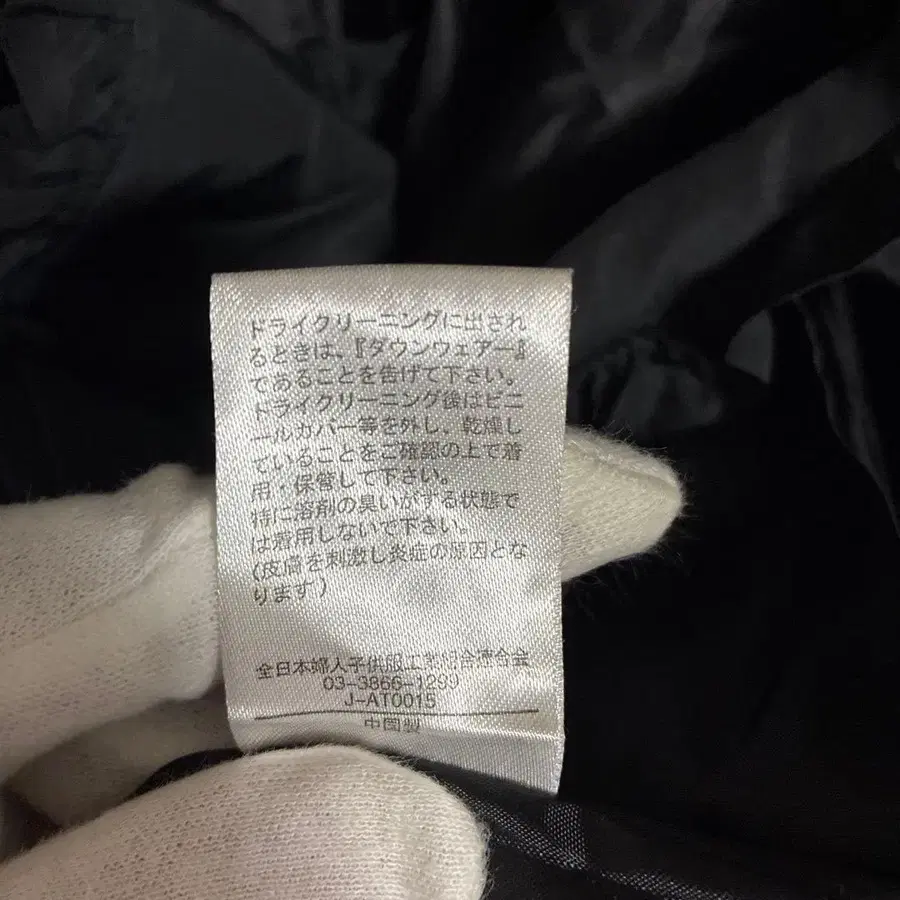 ドライクリーニングに出され
るときは、『ダウンウェアー』
であることを告げて下さい。
ドライクリーニング後はビニ
ールカバー等を外し、乾燥し
ていることをご確認の上で着
用・保管して下さい。
特に溶剤の臭いがする状態で
は着用しないで下さい。
(皮膚を刺激し炎症の原因とな
ります)
全日本婦人子供服工業組合連合会
03-3866-1299
J-AT0015
中国製